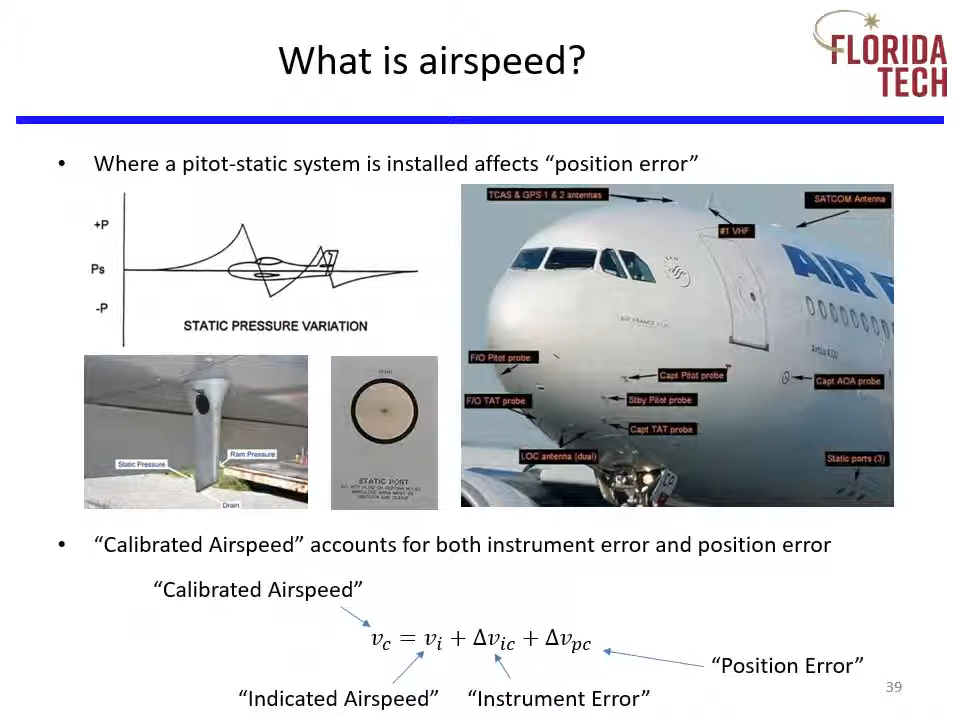 What is airspeed?
FLORIDA
TECH
• Where a pitot-static system is installed affects “position error”
+P
Ps
-P
STATIC PRESSURE VARIATION
TCAS & GPS 1 & 2 antennas
SATCOM Antenna
#1 VHF
AIR F
F/O Pitot probe
Capt Pitot probe
Capt AOA probe
F/O TAT probe
Stby Pitot probe
Capt TAT probe
LOC antenna (dual)
Static ports (3)
Static Pressure
Ram Pressure
Drain
STATIC PORT
• “Calibrated Airspeed” accounts for both instrument error and position error
“Calibrated Airspeed”
v_c = v_i + Δv_ic + Δv_pc
“Position Error”
“Indicated Airspeed” “Instrument Error”
39